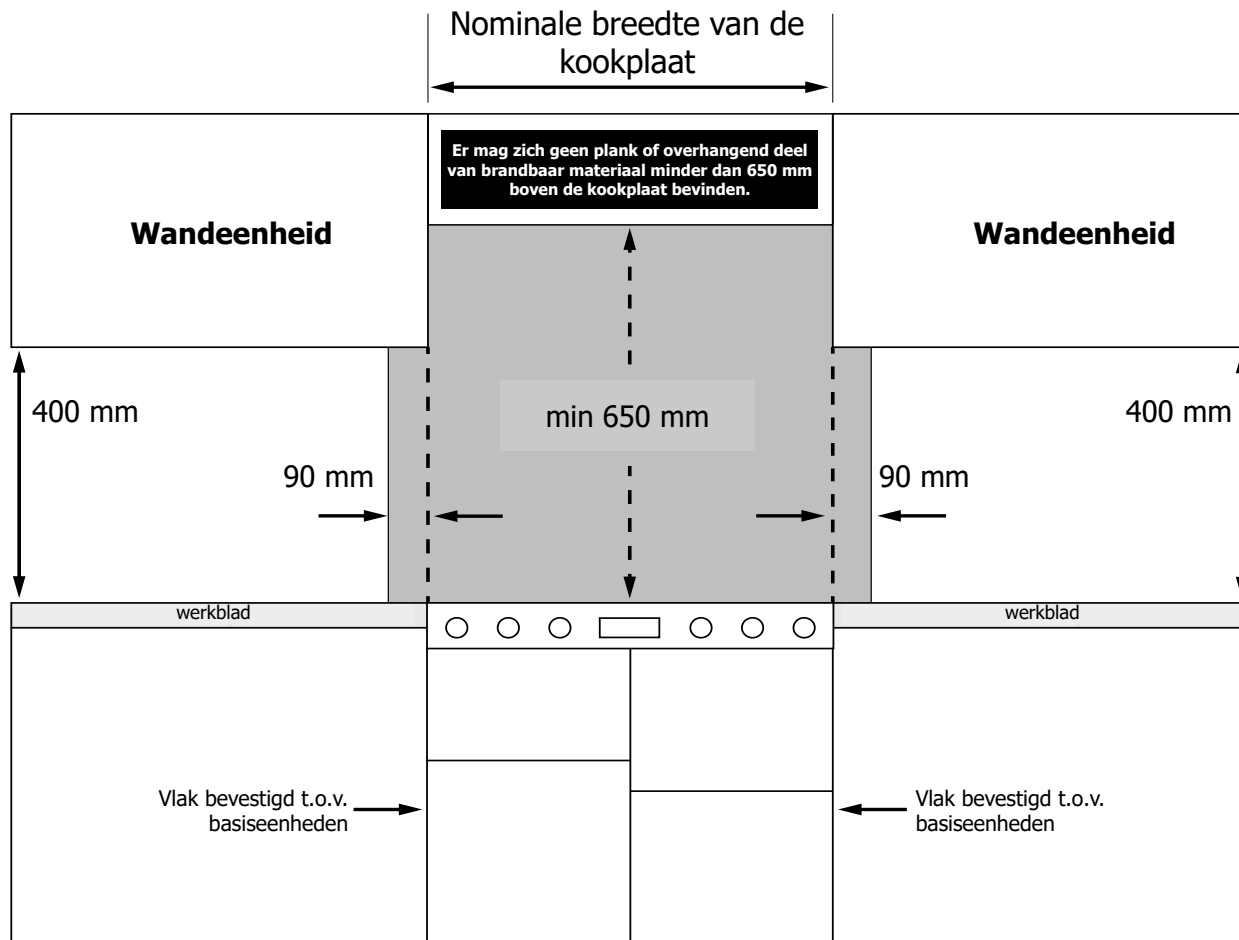 Nominale breedte van de
kookplaat
Er mag zich geen plank of overhangend deel
van brandbaar materiaal minder dan 650 mm
boven de kookplaat bevinden.
Wandeenheid
Wandeenheid
400 mm
min 650 mm
400 mm
90 mm
90 mm
werkblad
werkblad
Vlak bevestigd t.o.v.
basiseenheden
Vlak bevestigd t.o.v.
basiseenheden